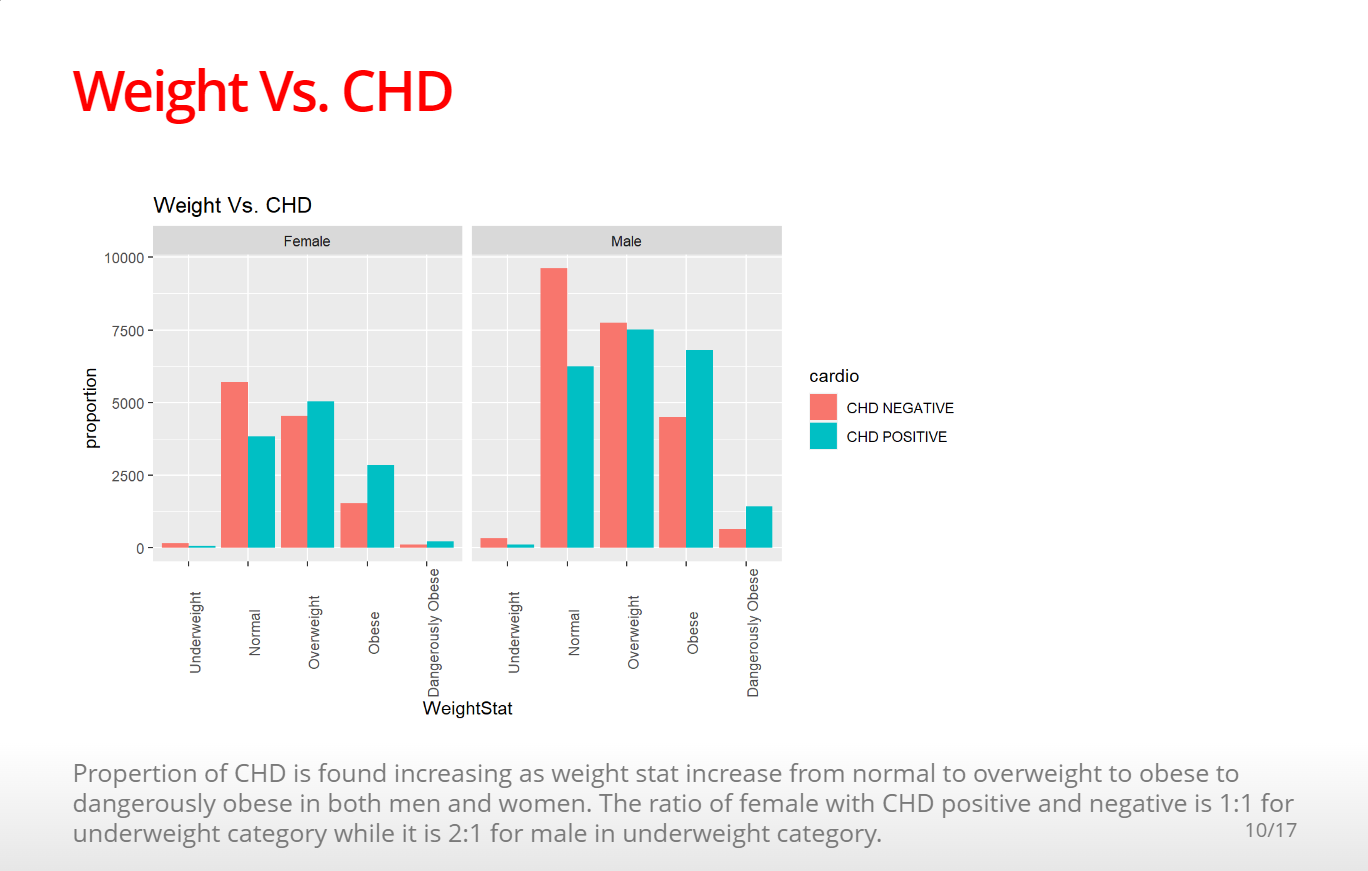 Weight Vs. CHD
Weight Vs. CHD
Female
Male
10000
7500
5000
2500
0
proportion
Underweight
Normal
Overweight
Obese
Dangerously Obese
Underweight
Normal
Overweight
Obese
Dangerously Obese
WeightStat
cardio
CHD NEGATIVE
CHD POSITIVE
Propertion of CHD is found increasing as weight stat increase from normal to overweight to obese to
dangerously obese in both men and women. The ratio of female with CHD positive and negative is 1:1 for
underweight category while it is 2:1 for male in underweight category.
10/17